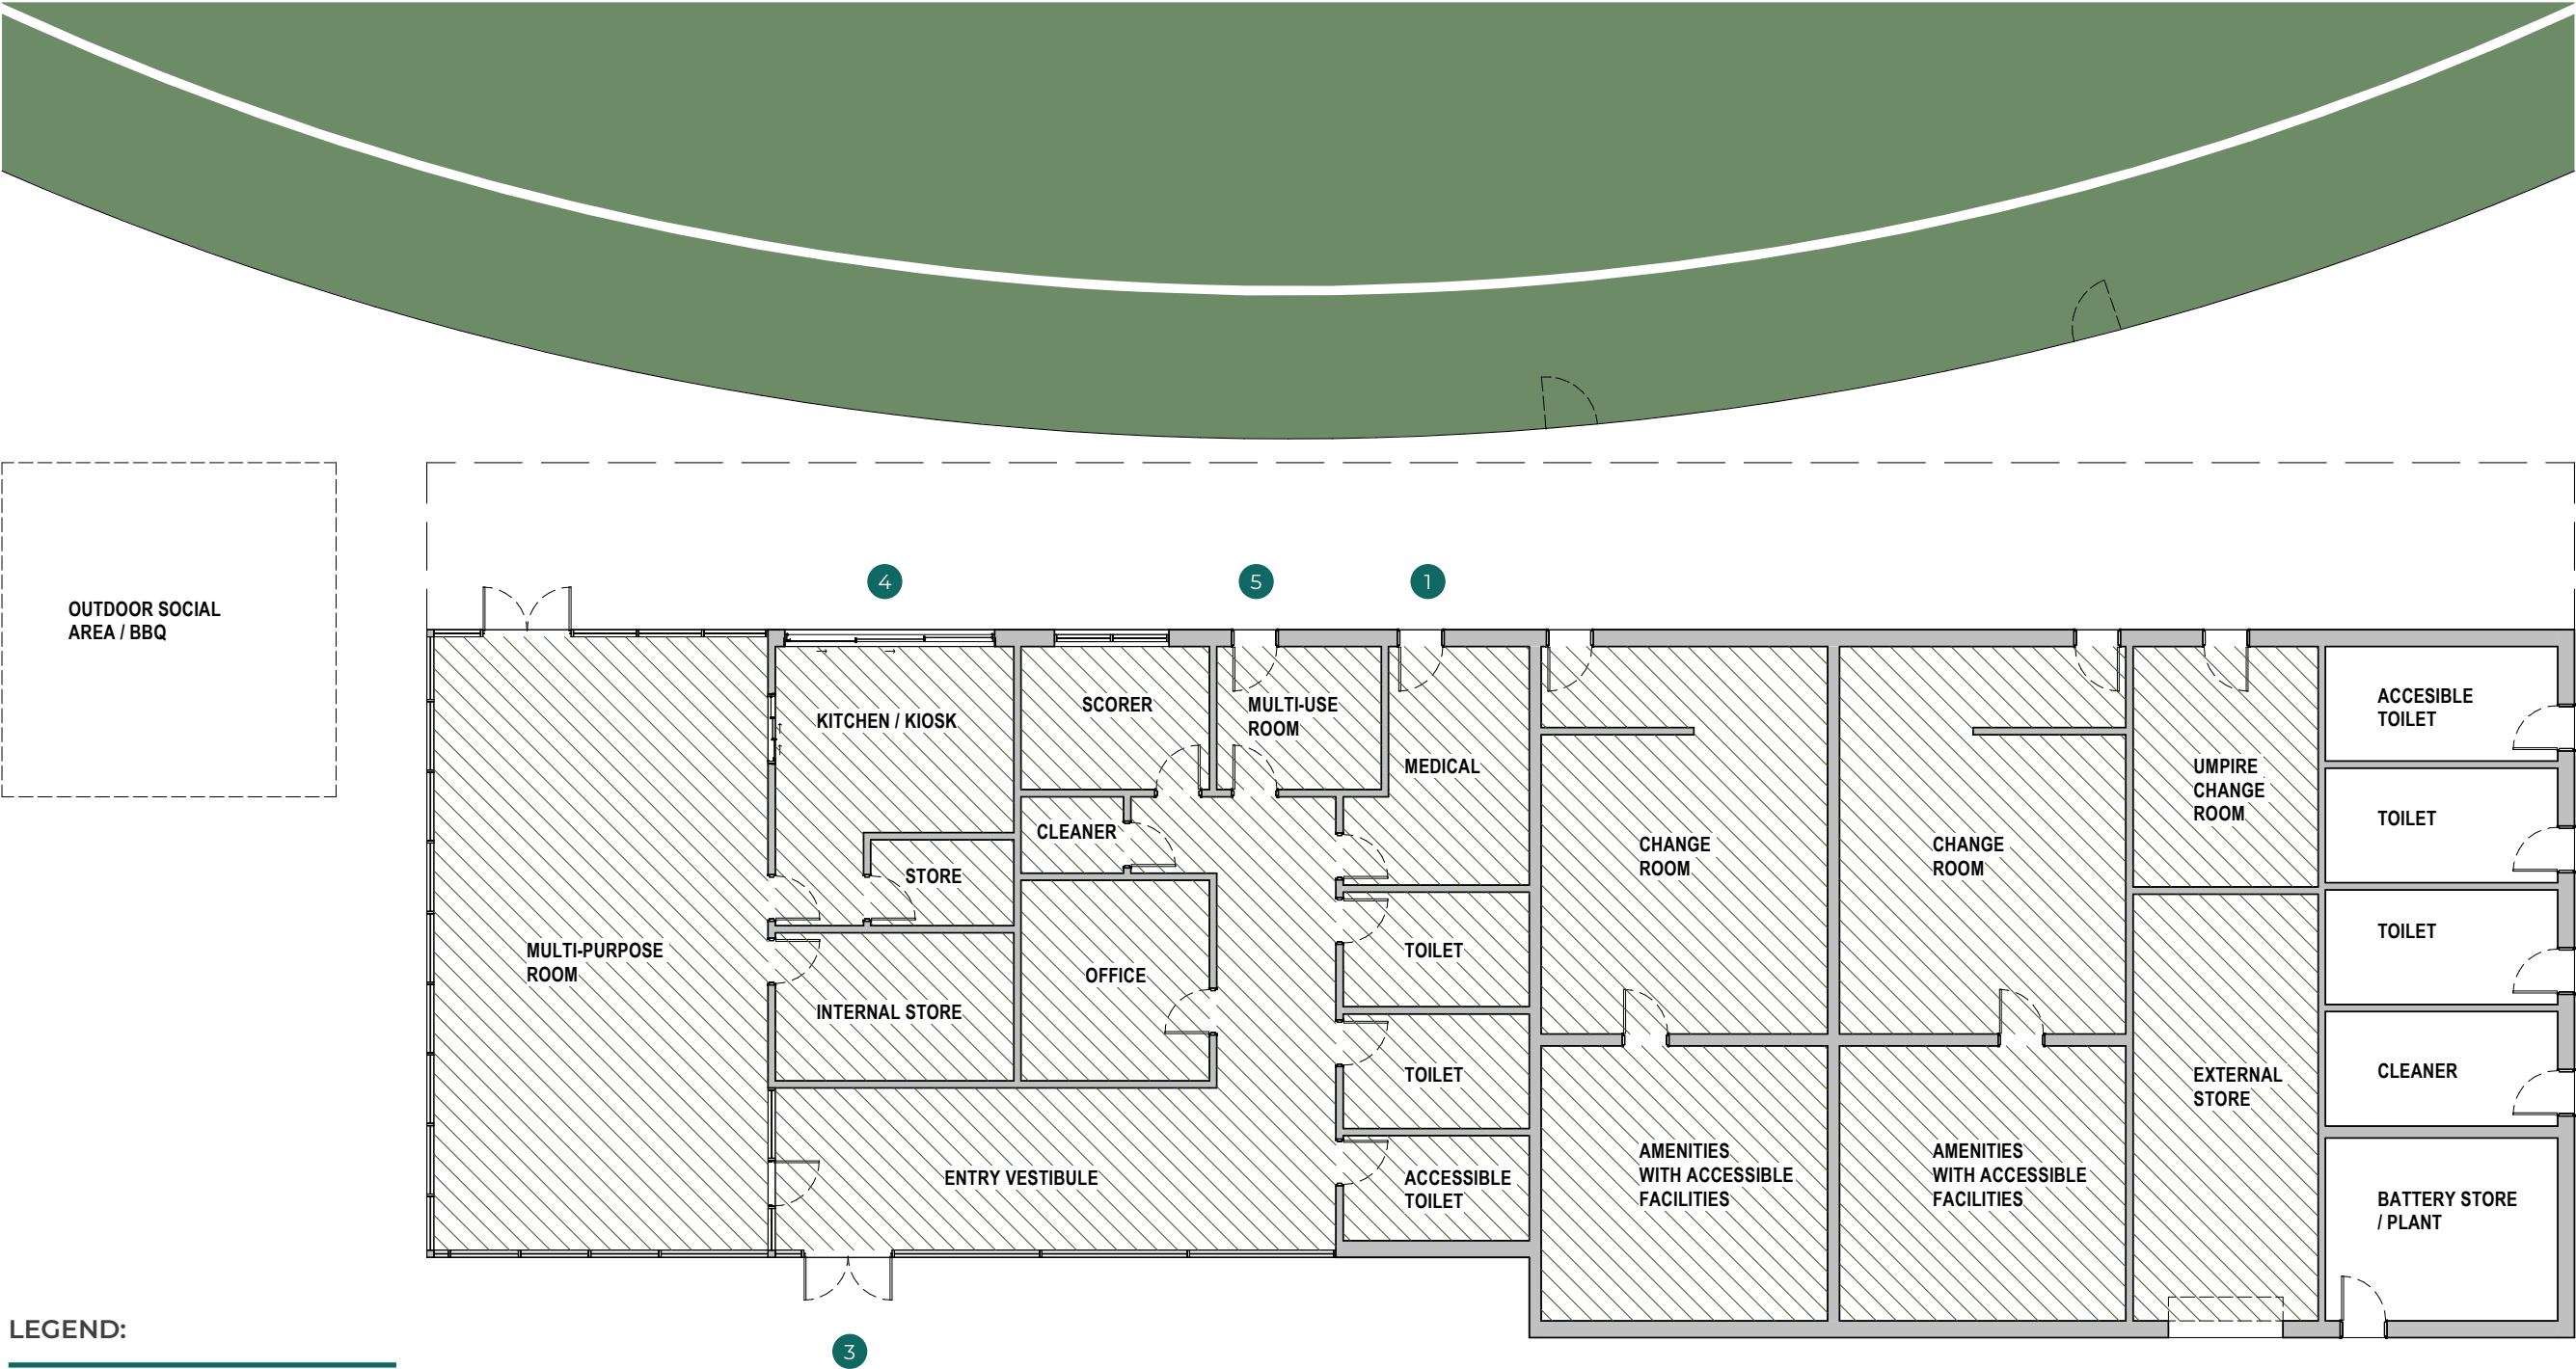 4
5
1
OUTDOOR SOCIAL
AREA / BBQ
KITCHEN / KIOSK
SCORER
MULTI-USE
ROOM
MEDICAL
CLEANER
STORE
MULTI-PURPOSE
ROOM
INTERNAL STORE
OFFICE
TOILET
TOILET
ACCESSIBLE
TOILET
ENTRY VESTIBULE
CHANGE
ROOM
CHANGE
ROOM
AMENITIES
WITH ACCESSIBLE
FACILITIES
AMENITIES
WITH ACCESSIBLE
FACILITIES
UMPIRE
CHANGE
ROOM
EXTERNAL
STORE
ACCESIBLE
TOILET
TOILET
TOILET
CLEANER
BATTERY STORE
/ PLANT
LEGEND:
3